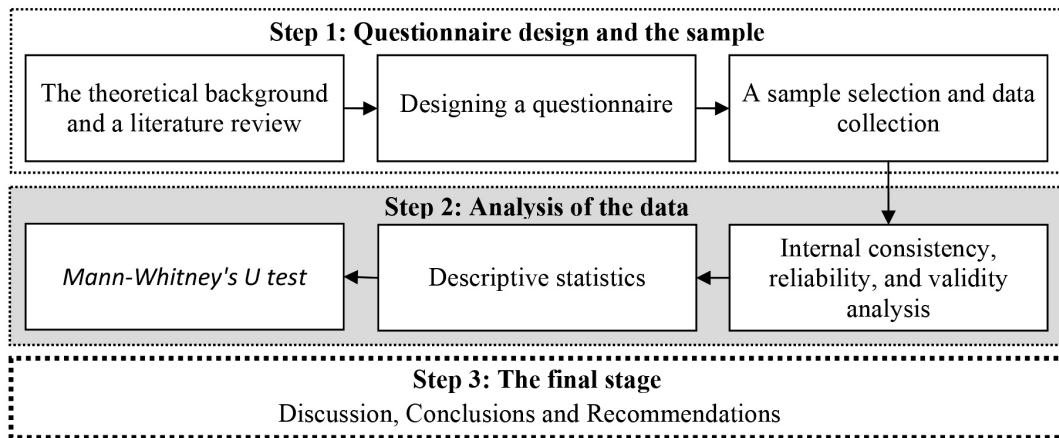 Step 1: Questionnaire design and the sample
The theoretical background
and a literature review
Designing a questionnaire
A sample selection and data
collection
Step 2: Analysis of the data
Mann-Whitney's U test
Descriptive statistics
Internal consistency,
reliability, and validity
analysis
Step 3: The final stage
Discussion, Conclusions and Recommendations